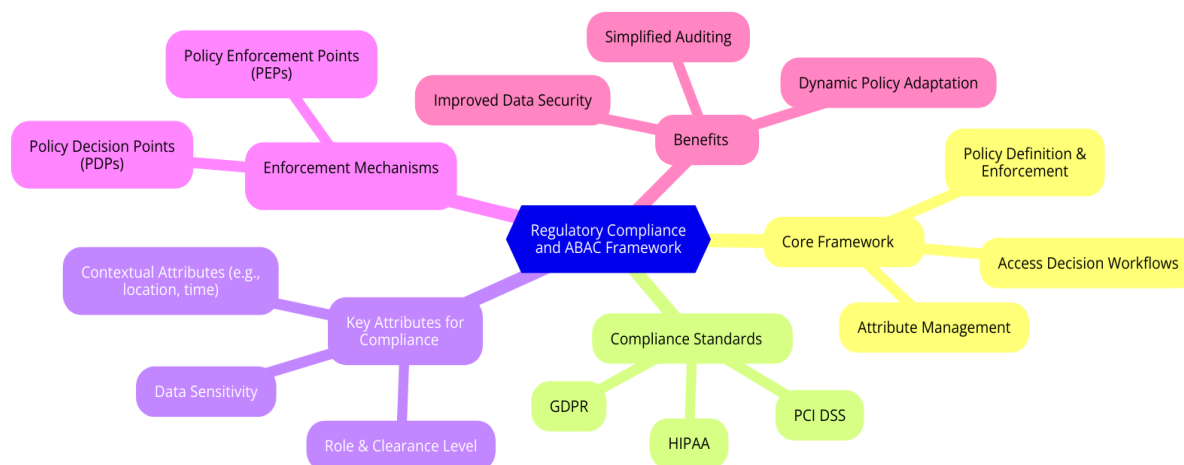 Simplified Auditing
Policy Enforcement Points
(PEPs)
Dynamic Policy Adaptation
Improved Data Security
Benefits
Policy Decision Points
(PDPs)
Enforcement Mechanisms
Policy Definition &
Enforcement
Regulatory Compliance
and ABAC Framework
Core Framework
Access Decision Workflows
Contextual Attributes (e.g.,
location, time)
Key Attributes for
Compliance
Attribute Management
Compliance Standards
Data Sensitivity
GDPR
PCI DSS
HIPAA
Role & Clearance Level